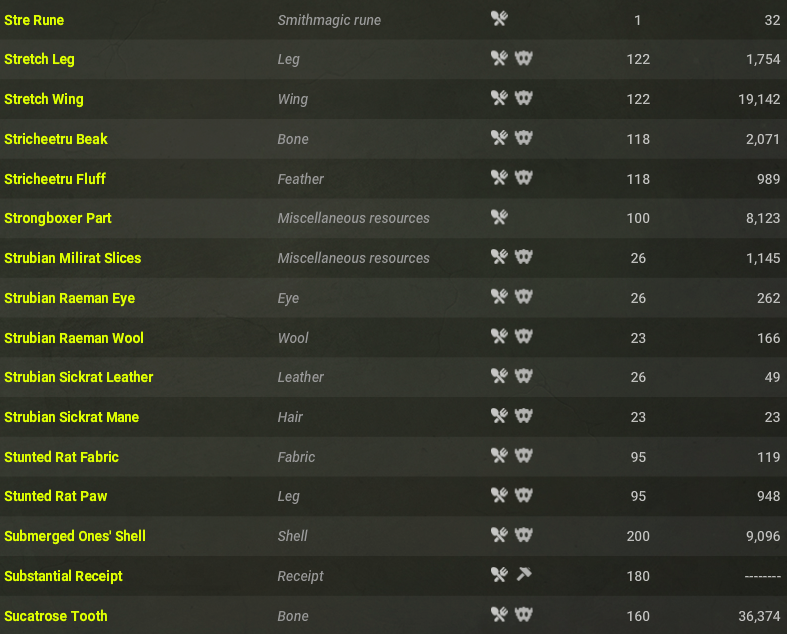 Stre Rune Smithmagic rune 1 32
Stretch Leg Leg 122 1,754
Stretch Wing Wing 122 19,142
Stricheetru Beak Bone 118 2,071
Stricheetru Fluff Feather 118 989
Strongboxer Part Miscellaneous resources 100 8,123
Strubian Milirat Slices Miscellaneous resources 26 1,145
Strubian Raeman Eye Eye 26 262
Strubian Raeman Wool Wool 23 166
Strubian Sickrat Leather Leather 26 49
Strubian Sickrat Mane Hair 23 23
Stunted Rat Fabric Fabric 95 119
Stunted Rat Paw Leg 95 948
Submerged Ones' Shell Shell 200 9,096
Substantial Receipt Receipt 180 --------
Sucatrose Tooth Bone 160 36,374